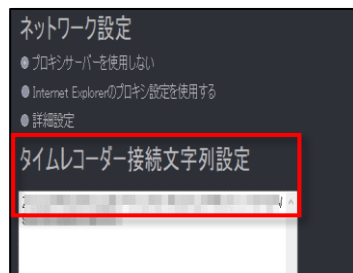 ネットワーク設定
プロキシサーバーを使用しない
Internet Explorerのプロキシ設定を使用する
詳細設定
タイムレコーダー接続文字列設定